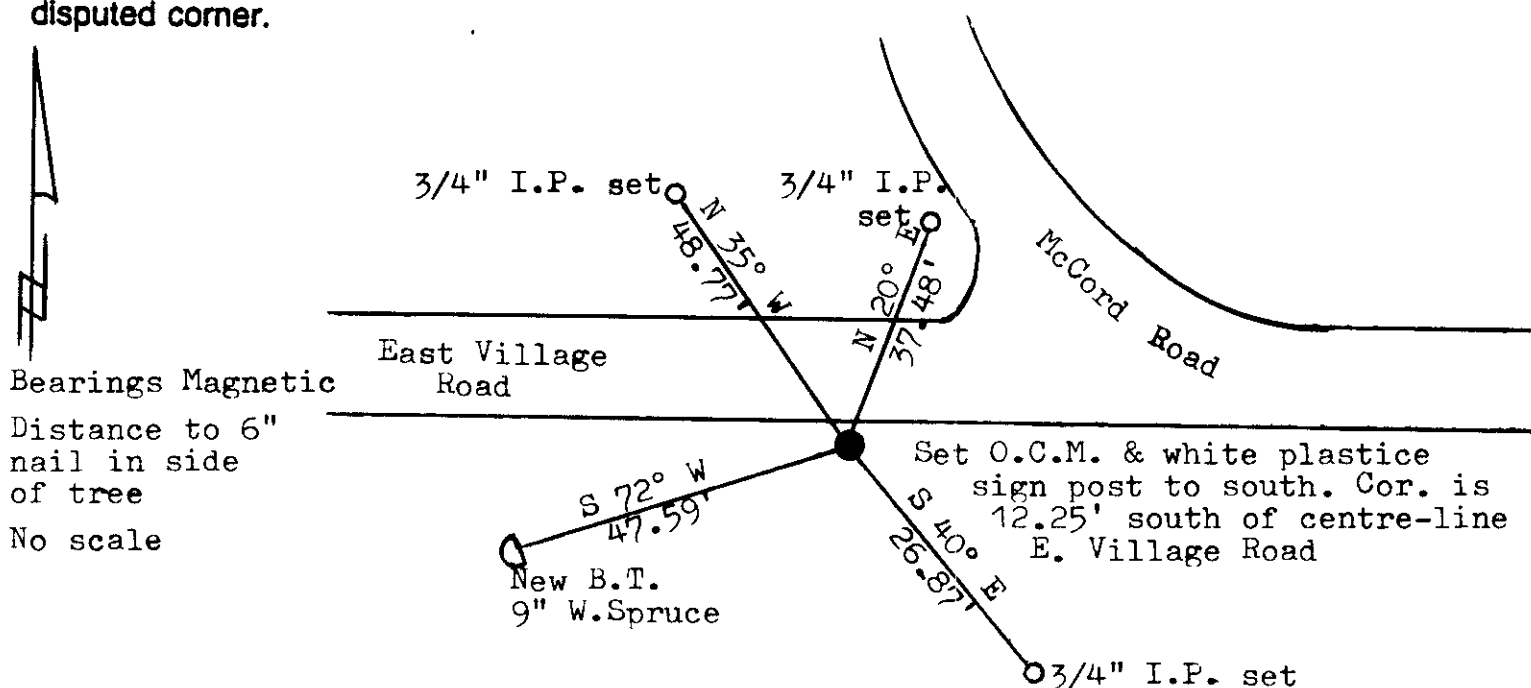 disputed corner.
3/4" I.P. set
3/4" I.P.
set
N 35° W
48.77'
N 20° E
37.48'
McCord Road
East Village
Road
Bearings Magnetic
Distance to 6"
nail in side
of tree
No scale
Set O.C.M. & white plastice
sign post to south. Cor. is
12.25' south of centre-line
E. Village Road
S 72° W
47.59'
S 40° E
26.87'
New B.T.
9" W.Spruce
3/4" I.P. set